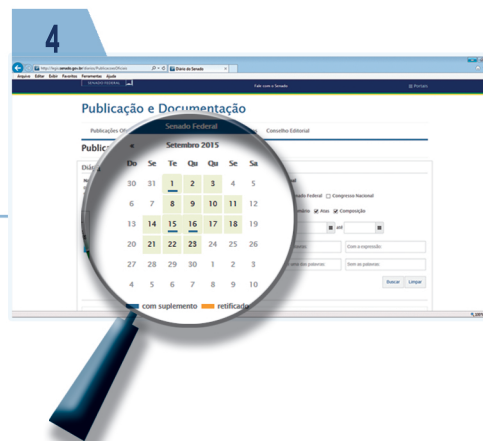 4
Diário do Senado
Arquivo Editar Exibir Favoritos Ferramentas Ajuda
SENADO FEDERAL
Fale com o Senado
Portais
Publicação e Documentação
Publicações
Conselho Editorial
Senado Federal
« Setembro 2015
Do Se Te Qu Qu Se Sa
30 31 1 2 3 4 5
6 7 8 9 10 11 12
13 14 15 16 17 18 19
20 21 22 23 24 25 26
27 28 29 30 1 2 3
4 5 6 7 8 9 10
com suplemento retificado
Congresso Nacional
Atas Composição
até
Com a expressão
Sem as palavras
Buscar Limpar